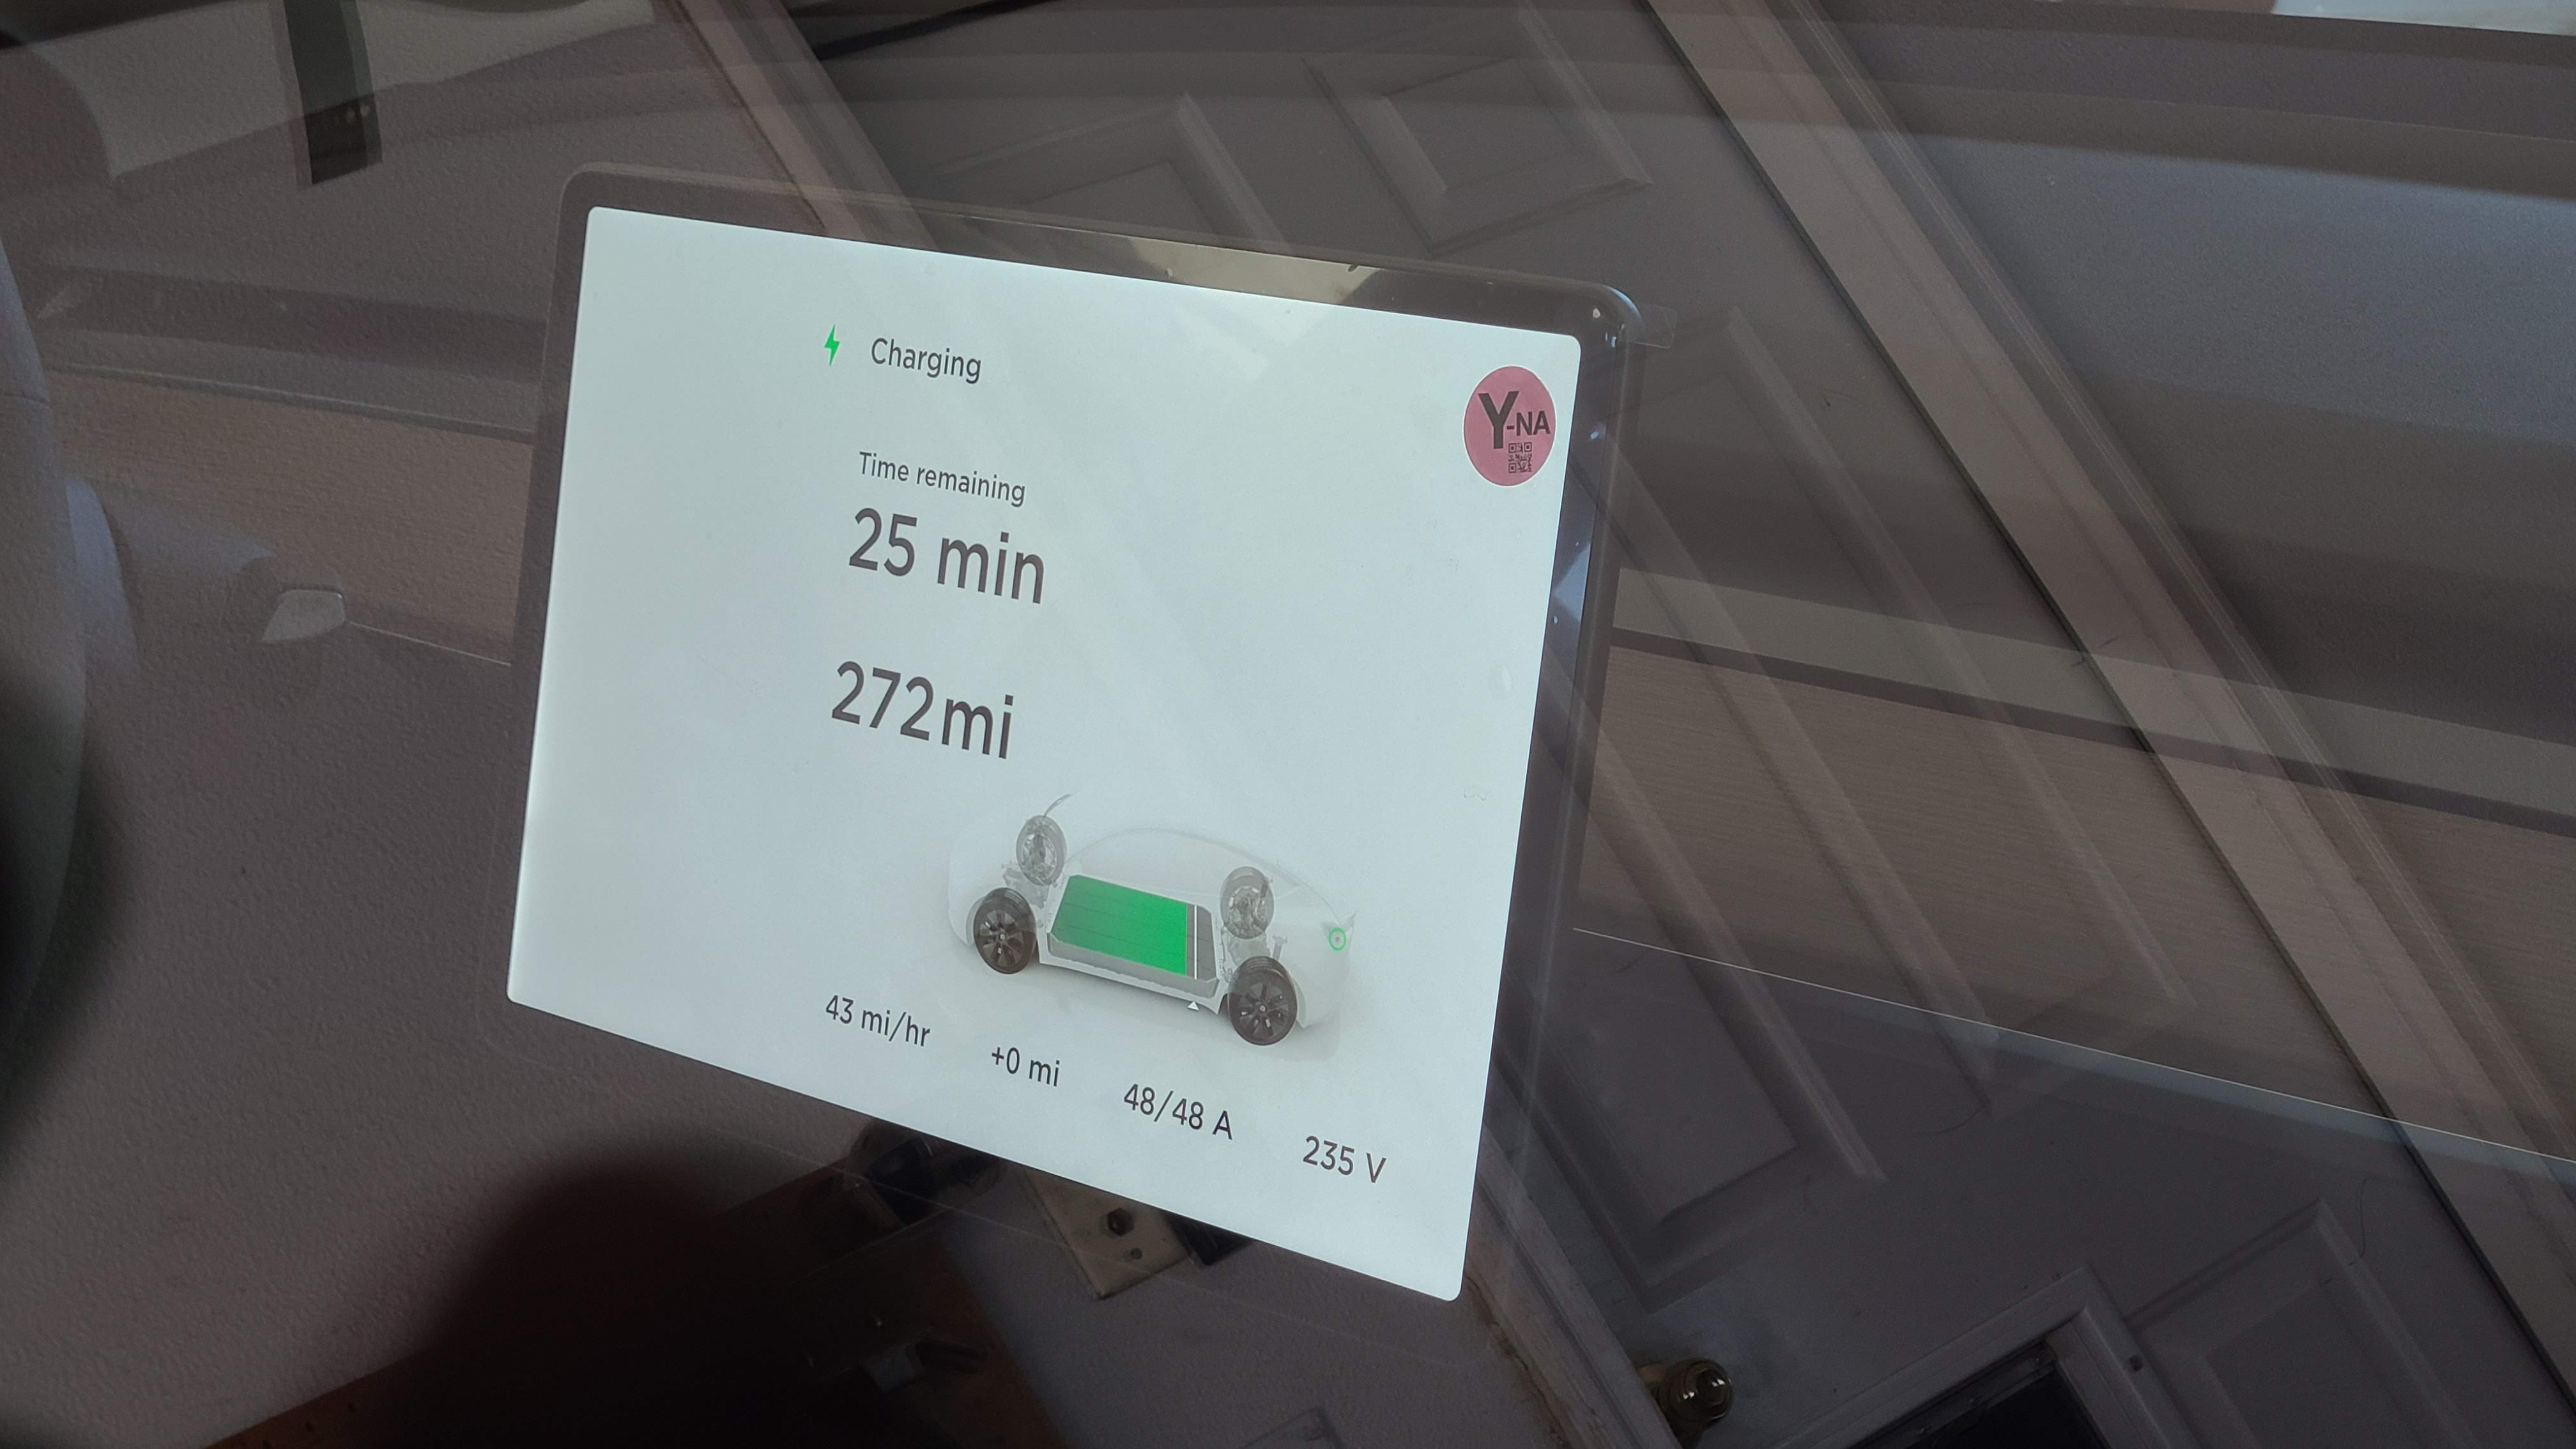 Charging
Y-NA
Time remaining
25 min
272mi
43 mi/hr
+0 mi
48/48 A
235 V